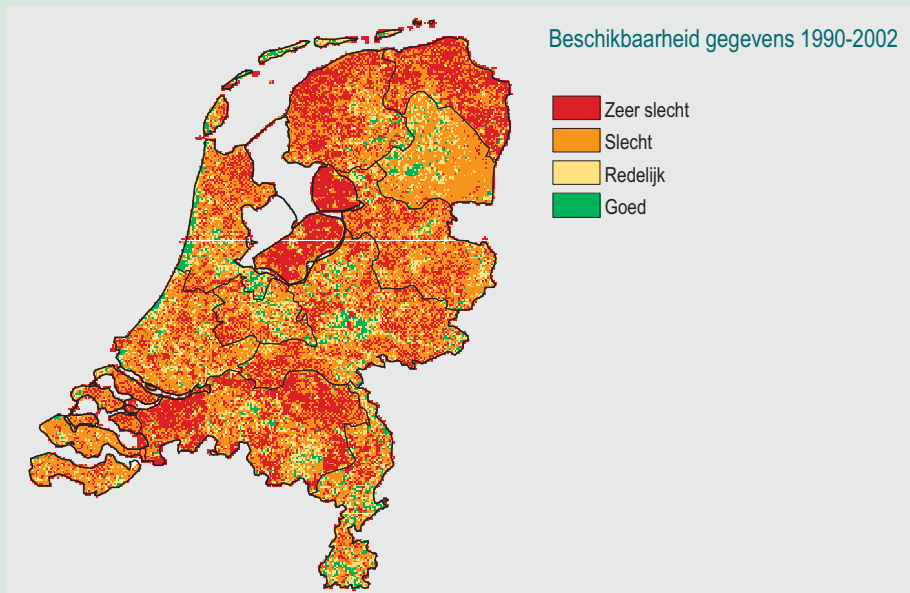 Beschikbaarheid gegevens 1990-2002
Zeer slecht
Slecht
Redelijk
Goed